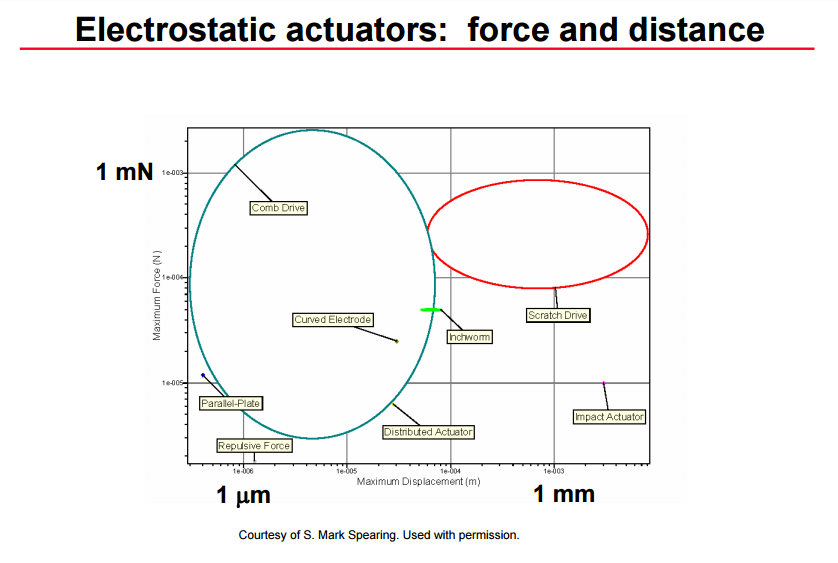 Electrostatic actuators: force and distance
1 mN
1e-003
Comb Drive
Maximum Force (N)
1e-004
Curved Electrode
Inchworm
Scratch Drive
1e-005
Parallel-Plate
Impact Actuator
Distributed Actuator
Repulsive Force
1e-006
1e-005
1e-004
1e-003
Maximum Displacement (m)
1 μm
1 mm
Courtesy of S. Mark Spearing. Used with permission.